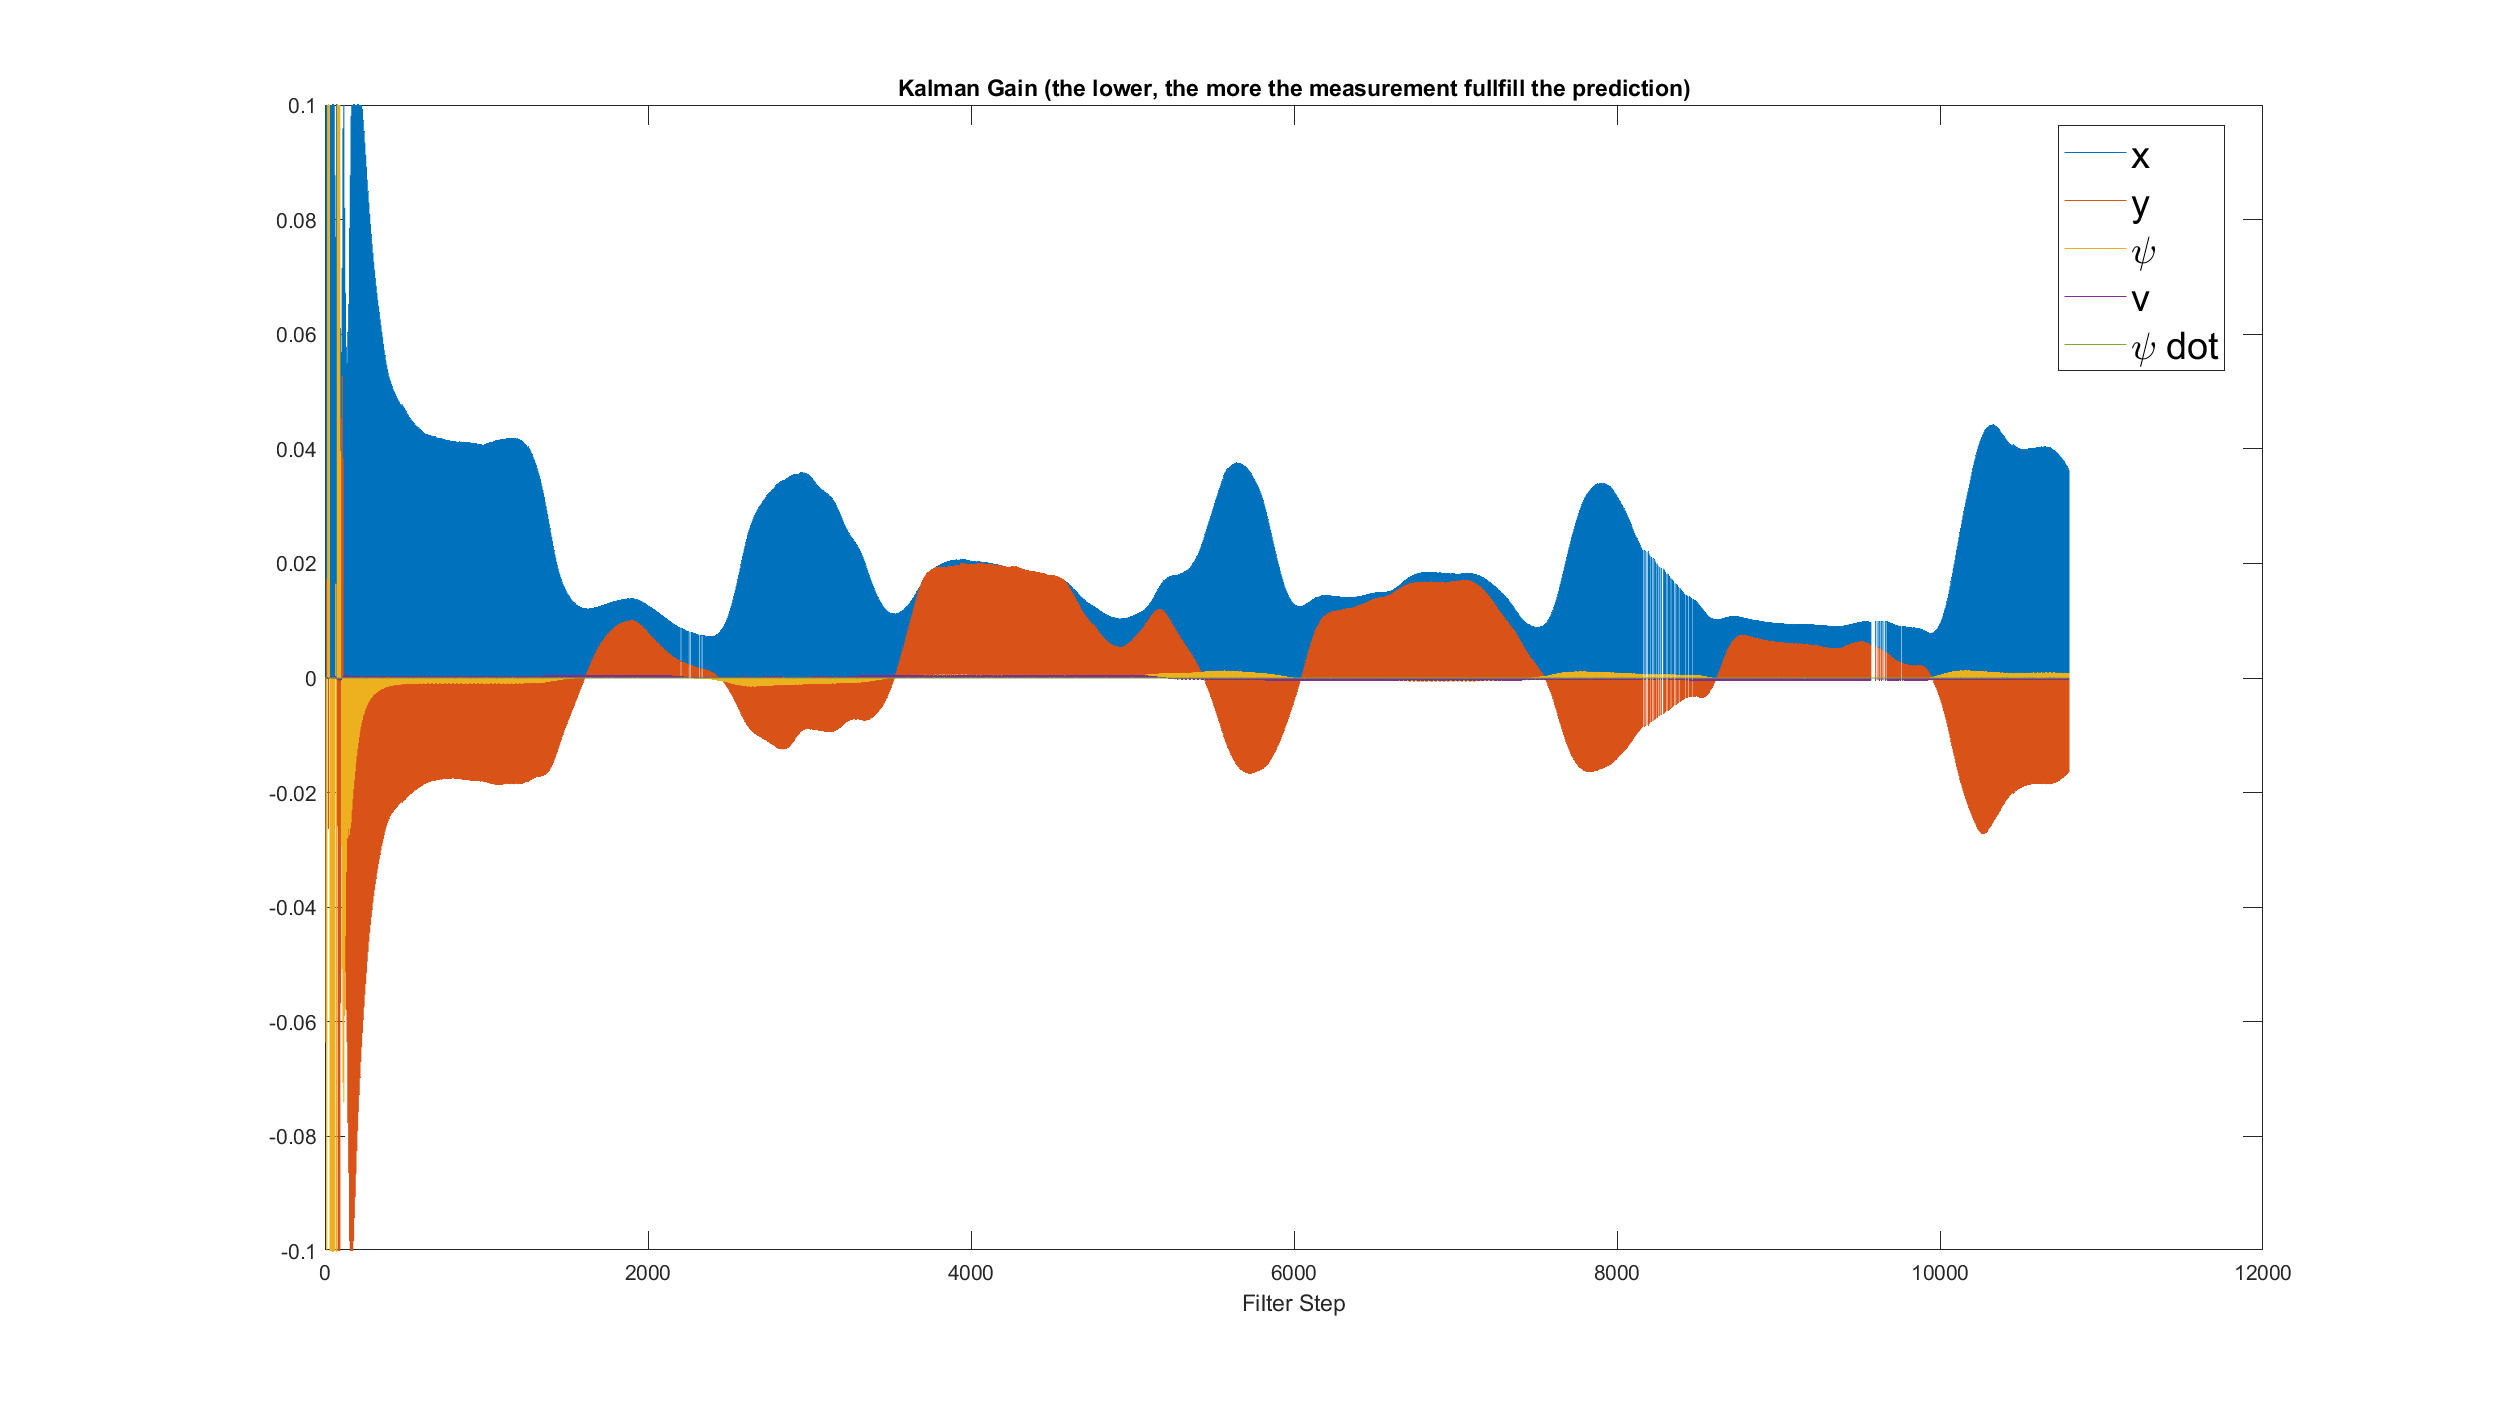 Kalman Gain (the lower, the more the measurement fullfill the prediction)
0.1
0.08
0.06
0.04
0.02
0
-0.02
-0.04
-0.06
-0.08
-0.1
0 2000 4000 6000 8000 10000 12000
Filter Step
x
y
ψ
v
ψ dot